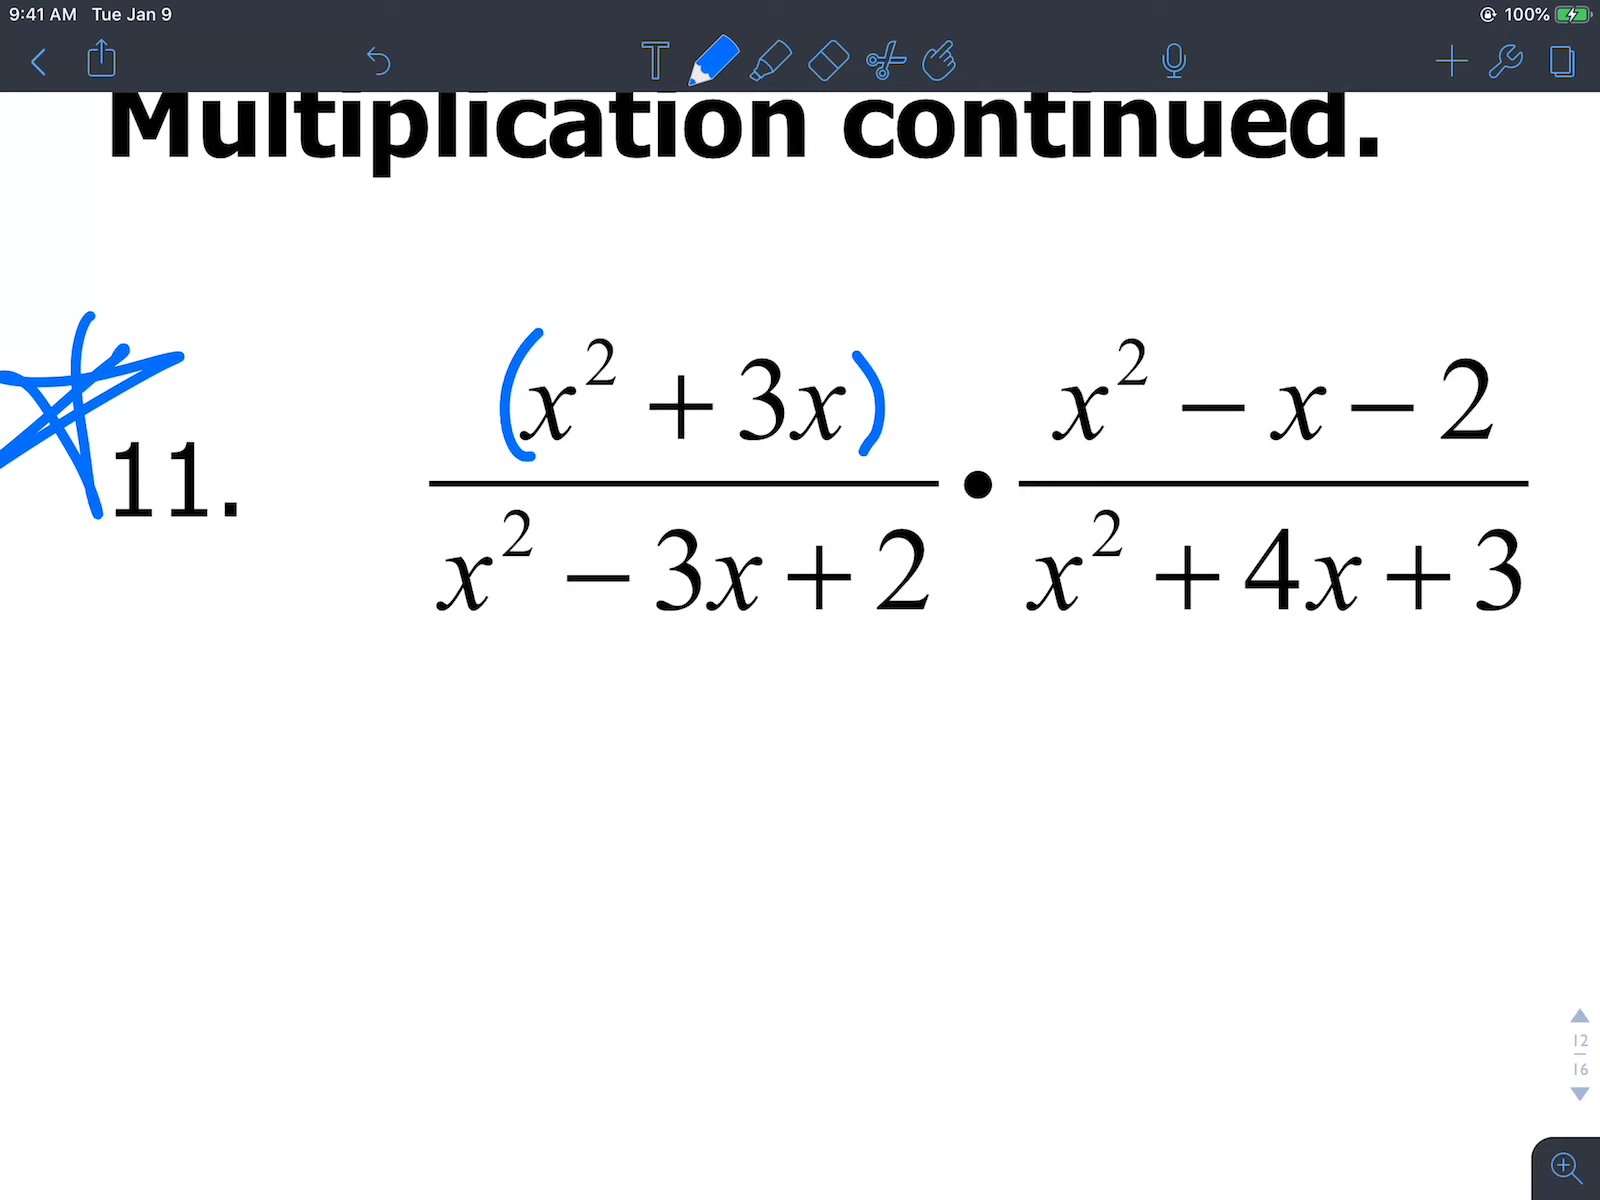 9:41 AM Tue Jan 9 100%
Multiplication continued.
11. (x² + 3x) / (x² − 3x + 2) • (x² − x − 2) / (x² + 4x + 3)
12
16